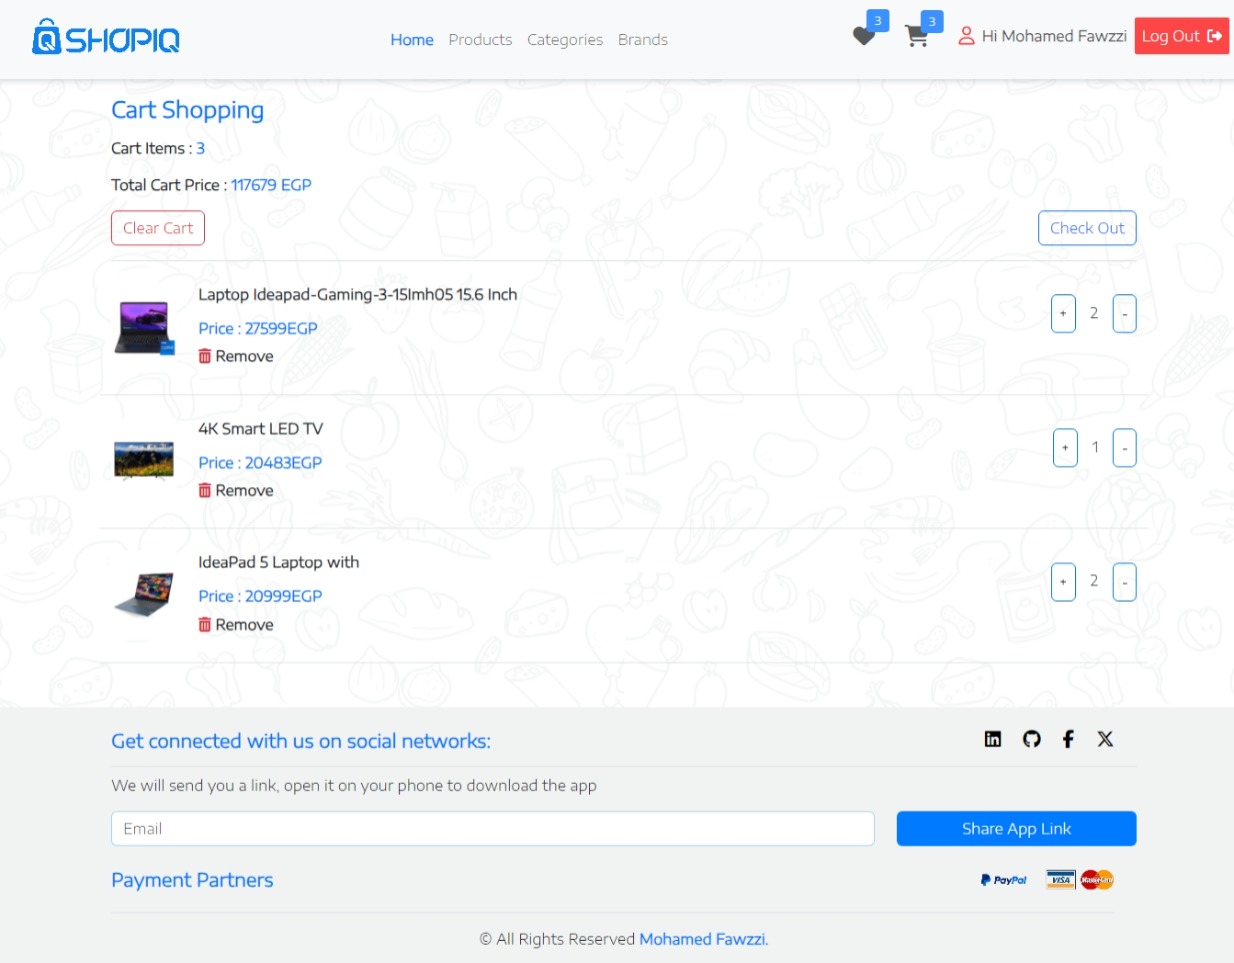 SHOPIQ
Home Products Categories Brands
3
3
Hi Mohamed Fawzzi
Log Out
Cart Shopping
Cart Items : 3
Total Cart Price : 117679 EGP
Clear Cart
Check Out
Laptop Ideapad-Gaming-3-15Imh05 15.6 Inch
Price : 27599EGP
Remove
+ 2 -
4K Smart LED TV
Price : 20483EGP
Remove
+ 1 -
IdeaPad 5 Laptop with
Price : 20999EGP
Remove
+ 2 -
Get connected with us on social networks:
We will send you a link, open it on your phone to download the app
Email
Share App Link
Payment Partners
PayPal VISA MasterCard
© All Rights Reserved Mohamed Fawzzi.